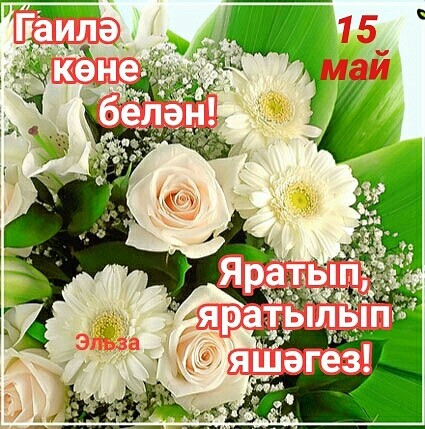 Гаилә
көне
белән!
15
май
Яратып,
яратылып
яшәгез!
Эльза